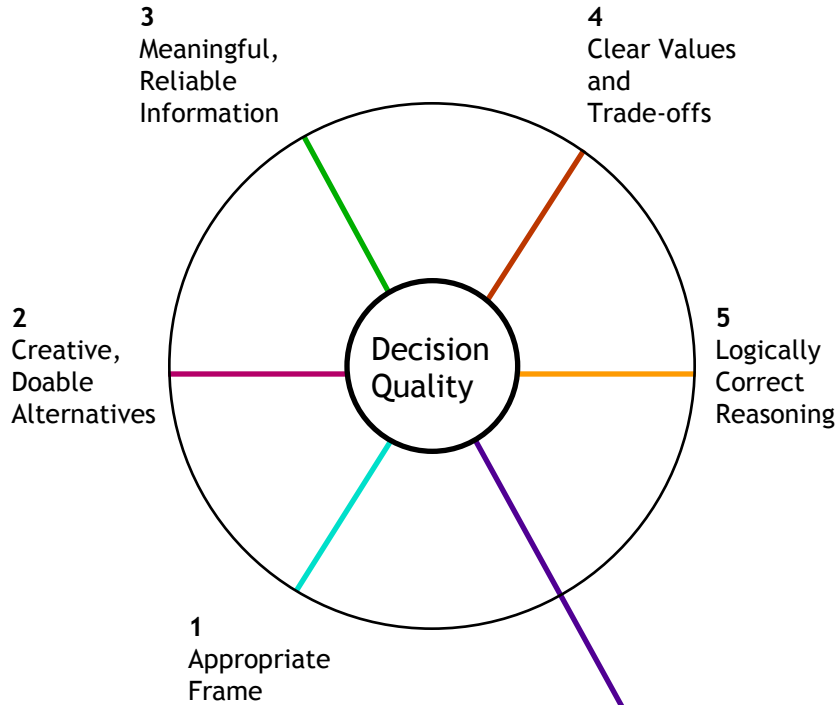 3
Meaningful,
Reliable
Information
4
Clear Values
and
Trade-offs
2
Creative,
Doable
Alternatives
Decision
Quality
5
Logically
Correct
Reasoning
1
Appropriate
Frame